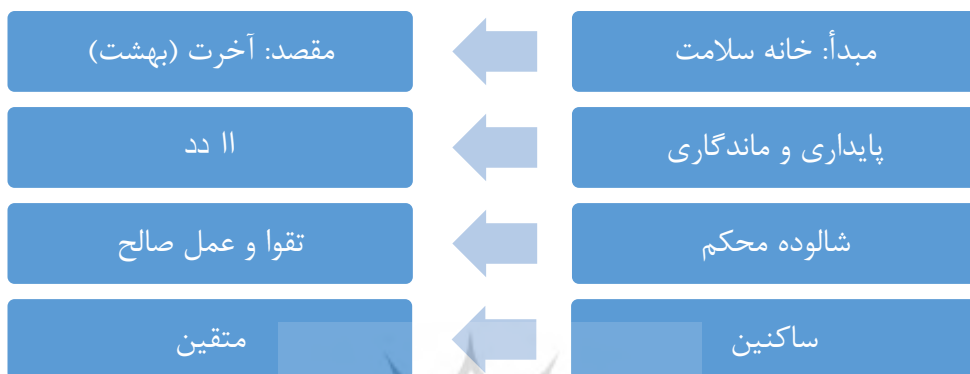 مبدأ: خانه سلامت
مقصد: آخرت (بهشت)
پایداری و ماندگاری
اا دد
شالوده محکم
تقوا و عمل صالح
ساکنین
متقین